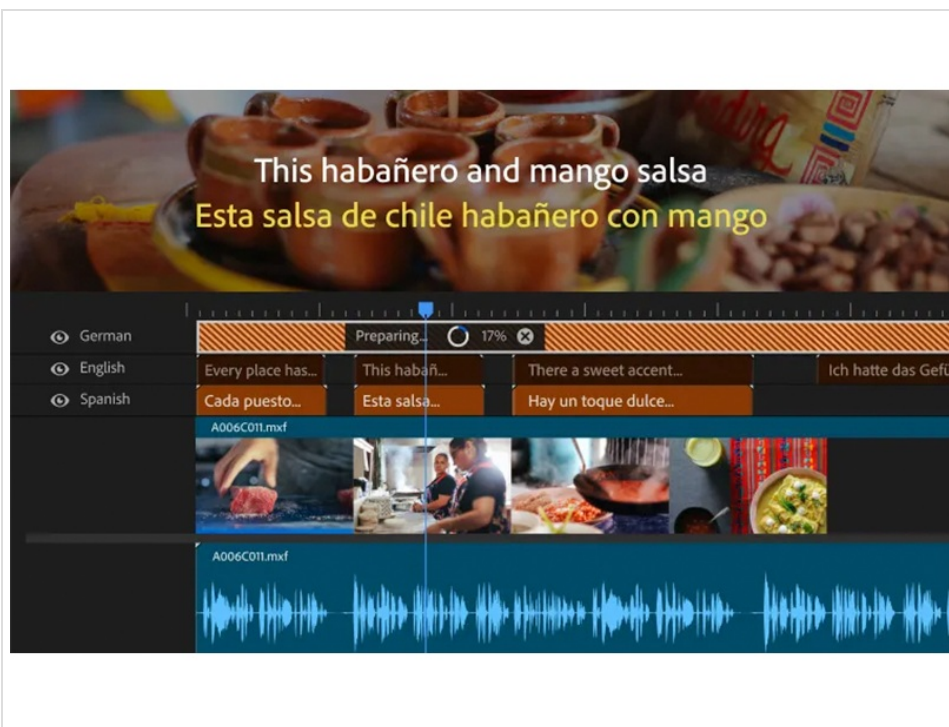 This habañero and mango salsa
Esta salsa de chile habañero con mango
German
Preparing... 17%
English
Every place has...
This habañ...
There a sweet accent...
Ich hatte das Gefü
Spanish
Cada puesto...
Esta salsa...
Hay un toque dulce...
A006C011.mxf
A006C011.mxf